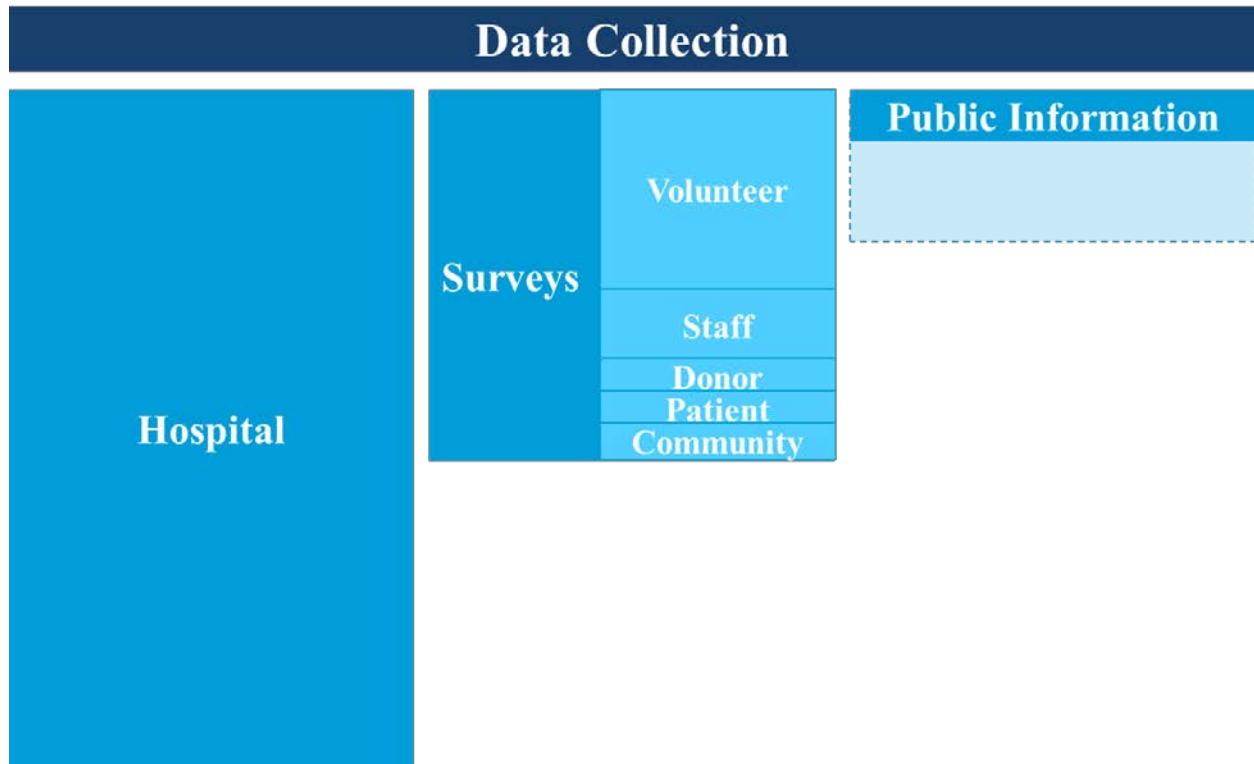 Data Collection
Hospital
Surveys
Volunteer
Staff
Donor
Patient
Community
Public Information